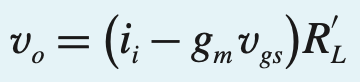 v_o = (i_i − g_m v_gs)R′_L